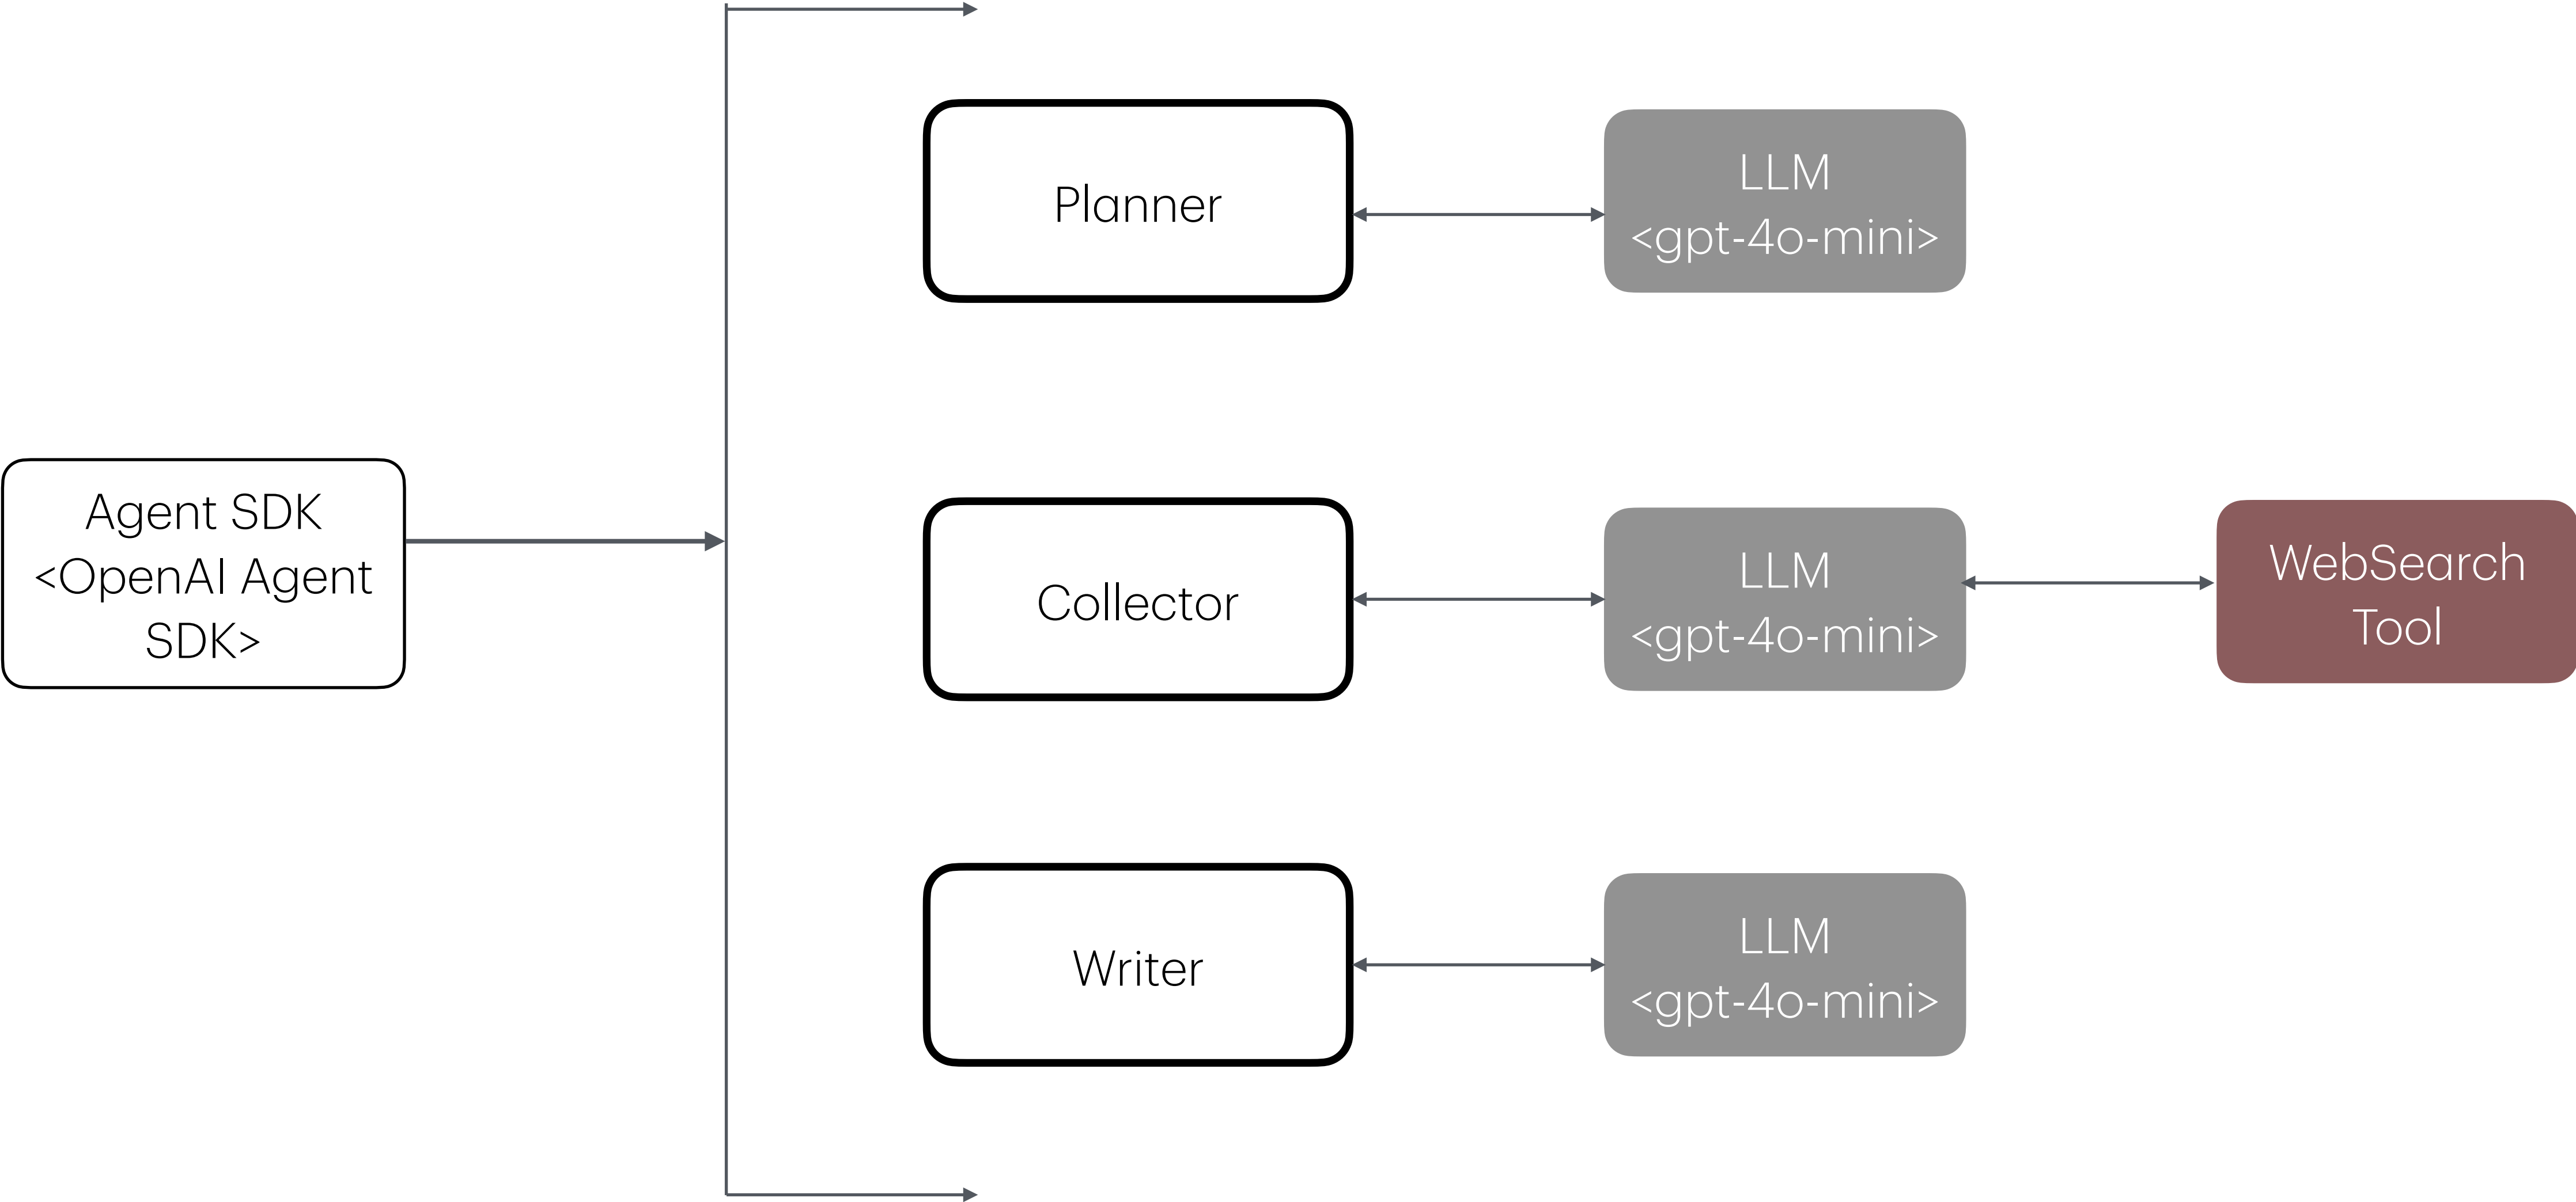 Planner
LLM
<gpt-4o-mini>
Agent SDK
<OpenAI Agent
SDK>
Collector
LLM
<gpt-4o-mini>
WebSearch
Tool
Writer
LLM
<gpt-4o-mini>